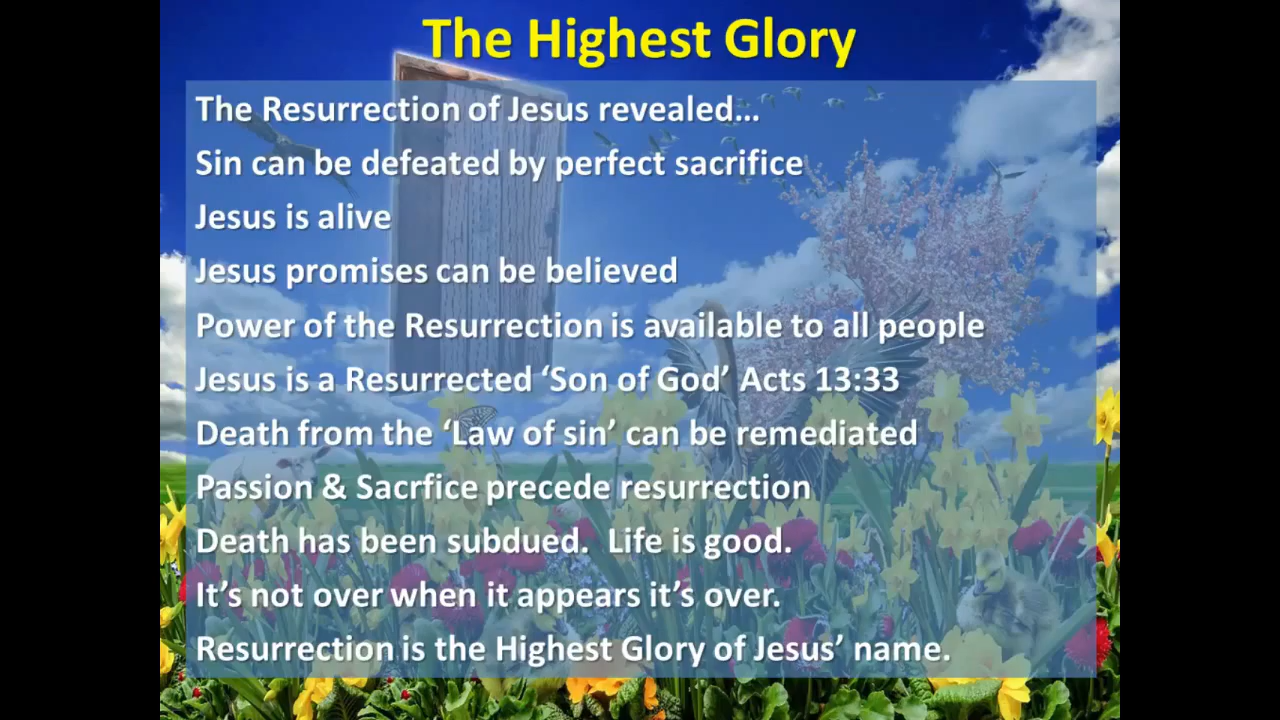 The Highest Glory
The Resurrection of Jesus revealed...
Sin can be defeated by perfect sacrifice
Jesus is alive
Jesus promises can be believed
Power of the Resurrection is available to all people
Jesus is a Resurrected ‘Son of God’ Acts 13:33
Death from the ‘Law of sin’ can be remediated
Passion & Sacrfice precede resurrection
Death has been subdued.  Life is good.
It’s not over when it appears it’s over.
Resurrection is the Highest Glory of Jesus’ name.